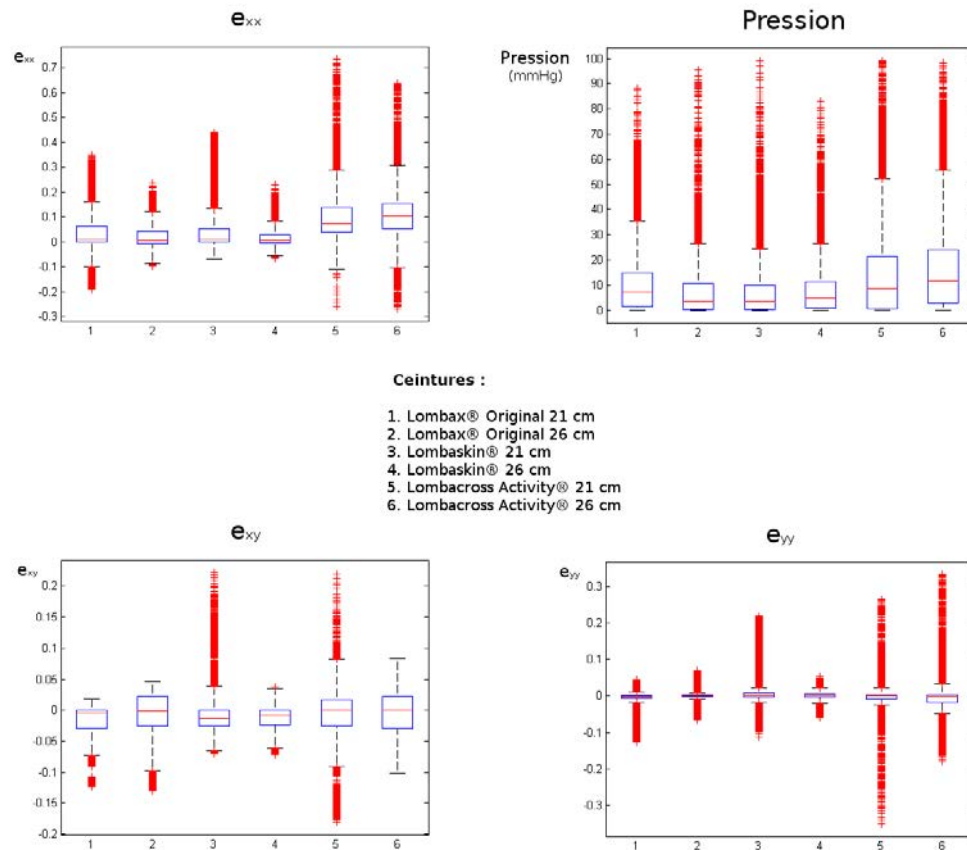 e_xx
Pression
e_xx
Pression
(mmHg)
0.7
0.6
0.5
0.4
0.3
0.2
0.1
0
-0.1
-0.2
-0.3
1 2 3 4 5 6
100
90
80
70
60
50
40
30
20
10
0
1 2 3 4 5 6
Ceintures :
1. Lombax® Original 21 cm
2. Lombax® Original 26 cm
3. Lombaskin® 21 cm
4. Lombaskin® 26 cm
5. Lombacross Activity® 21 cm
6. Lombacross Activity® 26 cm
e_xy
e_yy
e_xy
0.2
0.15
0.1
0.05
0
-0.05
-0.1
-0.15
-0.2
1 2 3 4 5 6
e_yy
0.3
0.2
0.1
0
-0.1
-0.2
-0.3
1 2 3 4 5 6